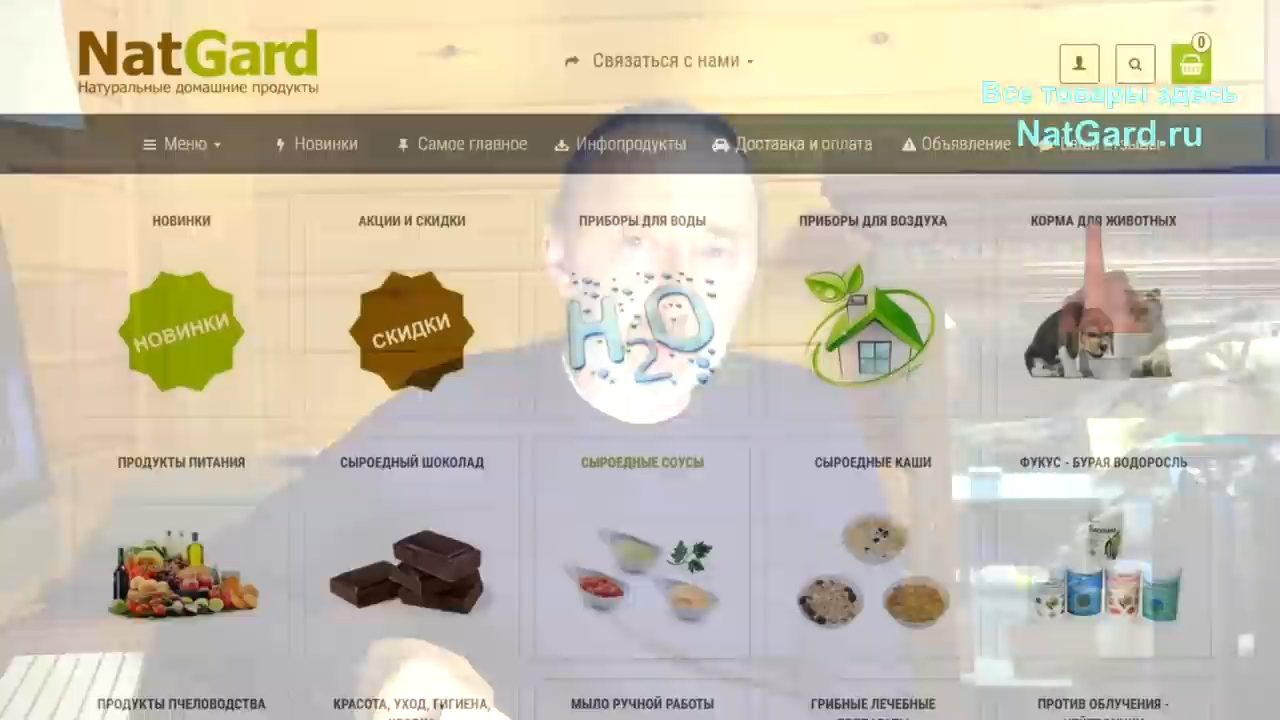 NatGard
Натуральные домашние продукты
Связаться с нами
0
Все товары здесь
NatGard.ru
Меню
Новинки
Самое главное
Инфопродукты
Доставка и оплата
Объявление
НОВИНКИ
АКЦИИ И СКИДКИ
ПРИБОРЫ ДЛЯ ВОДЫ
ПРИБОРЫ ДЛЯ ВОЗДУХА
КОРМА ДЛЯ ЖИВОТНЫХ
НОВИНКИ
СКИДКИ
H2O
ПРОДУКТЫ ПИТАНИЯ
СЫРОЕДНЫЙ ШОКОЛАД
СЫРОЕДНЫЕ СОУСЫ
СЫРОЕДНЫЕ КАШИ
ФУКУС - БУРАЯ ВОДОРОСЛЬ
ПРОДУКТЫ ПЧЕЛОВОДСТВА
КРАСОТА, УХОД, ГИГИЕНА,
МЫЛО РУЧНОЙ РАБОТЫ
ГРИБНЫЕ ЛЕЧЕБНЫЕ
ПРОТИВ ОБЛУЧЕНИЯ -